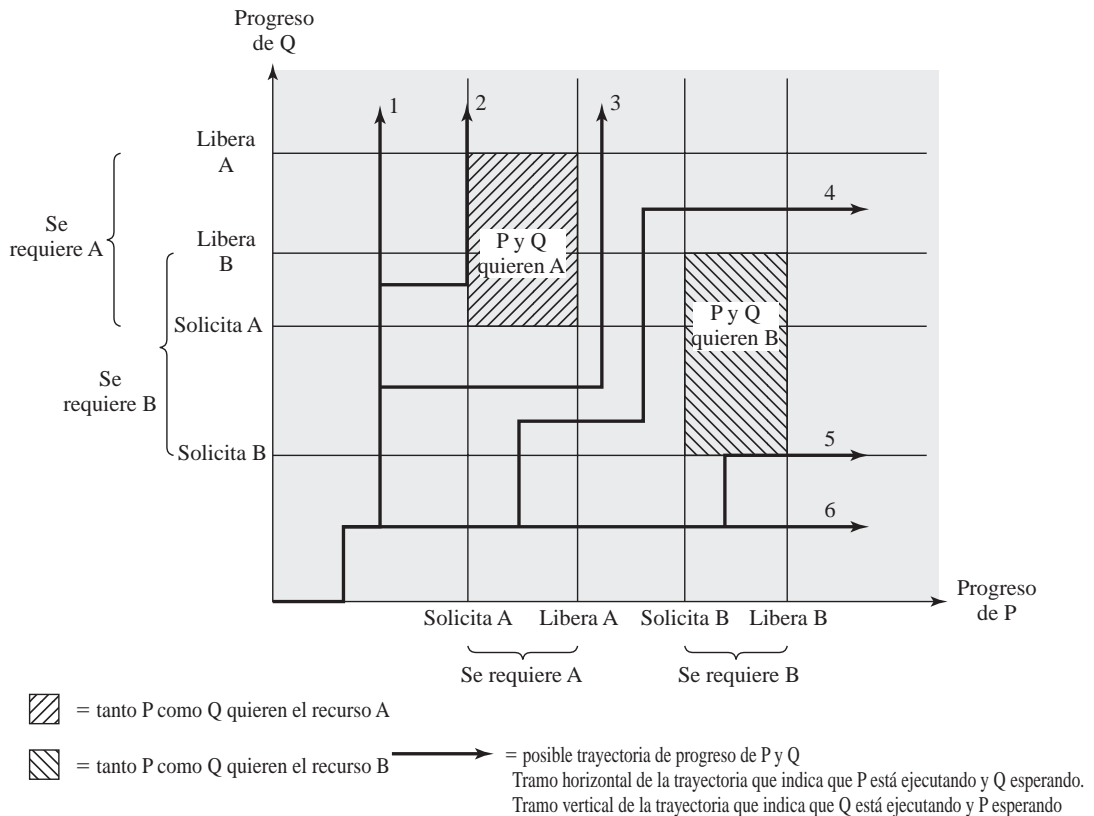 Progreso
de Q
1
2
3
Libera
A
4
Se
requiere A
Libera
B
P y Q
quieren A
Solicita A
P y Q
quieren B
Se
requiere B
Solicita B
5
6
Progreso
de P
Solicita A
Libera A
Solicita B
Libera B
Se requiere A
Se requiere B
= tanto P como Q quieren el recurso A
= tanto P como Q quieren el recurso B
= posible trayectoria de progreso de P y Q
Tramo horizontal de la trayectoria que indica que P está ejecutando y Q esperando.
Tramo vertical de la trayectoria que indica que Q está ejecutando y P esperando